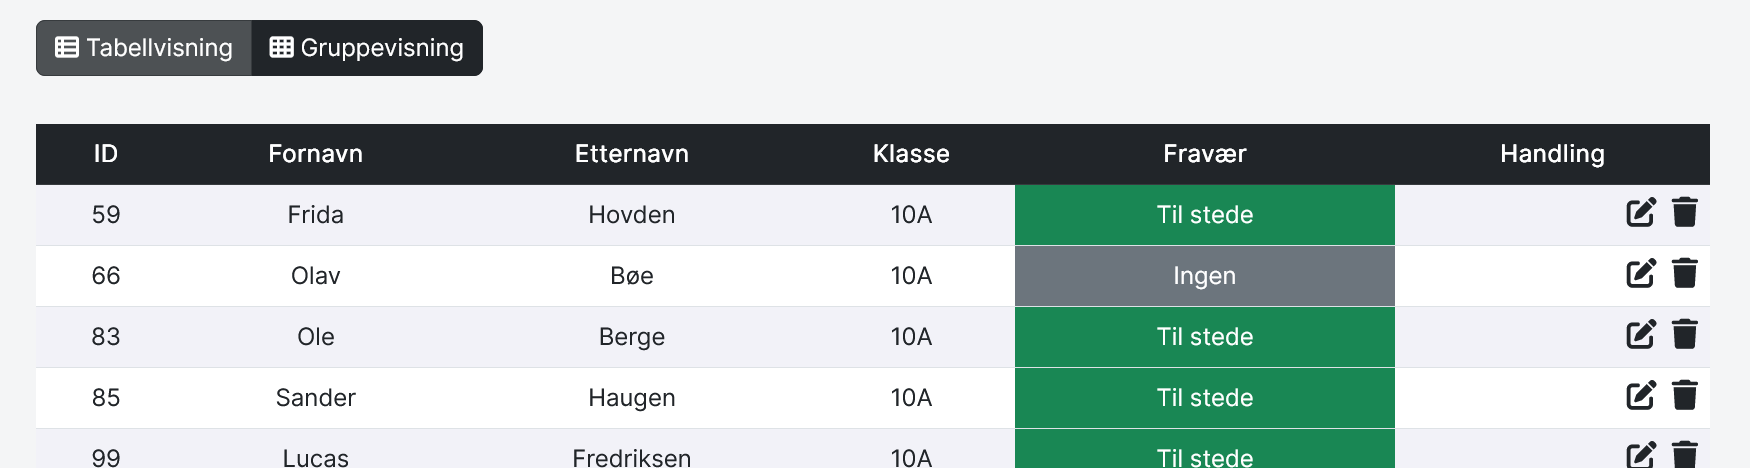 Tabellvisning Gruppevisning
ID Fornavn Etternavn Klasse Fravær Handling
59 Frida Hovden 10A Til stede
66 Olav Bøe 10A Ingen
83 Ole Berge 10A Til stede
85 Sander Haugen 10A Til stede
99 Lucas Fredriksen 10A Til stede